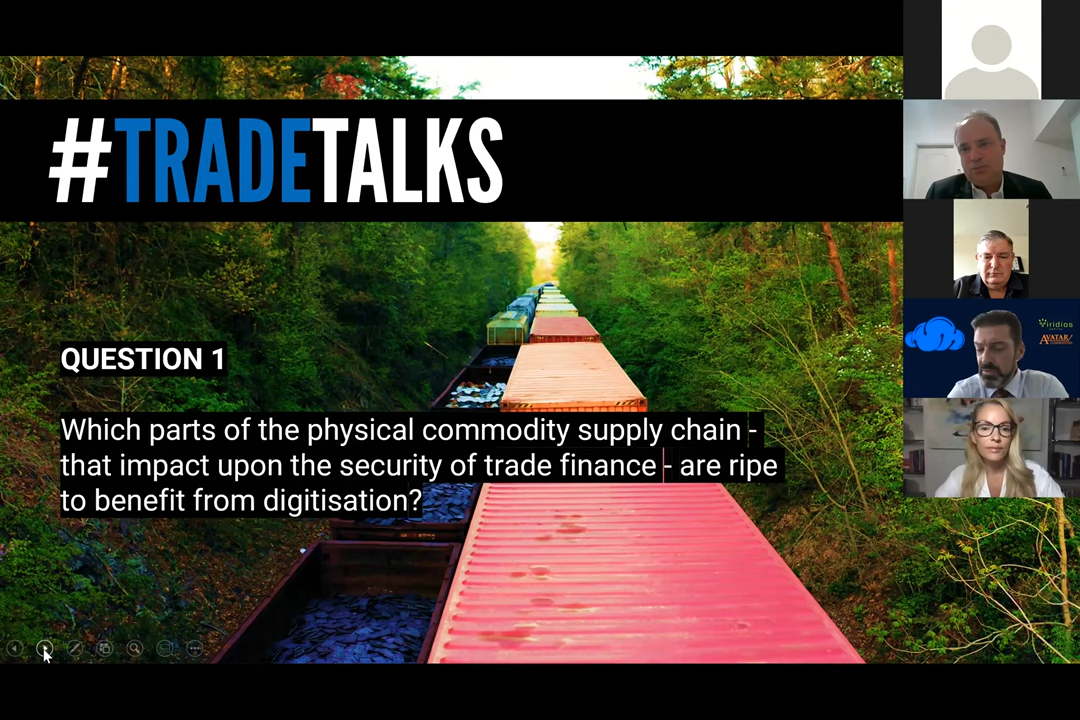 #TRADETALKS
QUESTION 1
Which parts of the physical commodity supply chain -
that impact upon the security of trade finance - are ripe
to benefit from digitisation?
Viridios
AVATAR